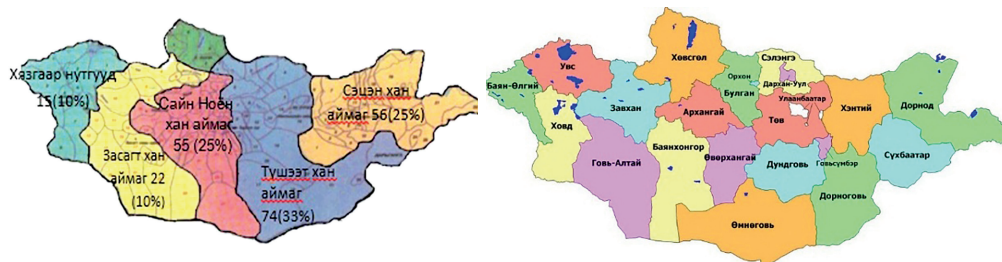 Хязгаар нутгууд
15(10%)
Сайн Ноён
хан аймаг
55 (25%)
Сэцэн хан
аймаг 56(25%)
Засагт хан
аймаг 22
(10%)
Түшээт хан
аймаг
74(33%)
Увс
Хөвсгөл
Сэлэнгэ
Баян-Өлгий
Орхон
Дархан-Уул
Завхан
Булган
Улаанбаатар
Хэнтий
Дорнод
Ховд
Архангай
Төв
Говь-Алтай
Баянхонгор
Өвөрхангай
Дундговь
Говьсүмбэр
Сүхбаатар
Дорноговь
Өмнөговь